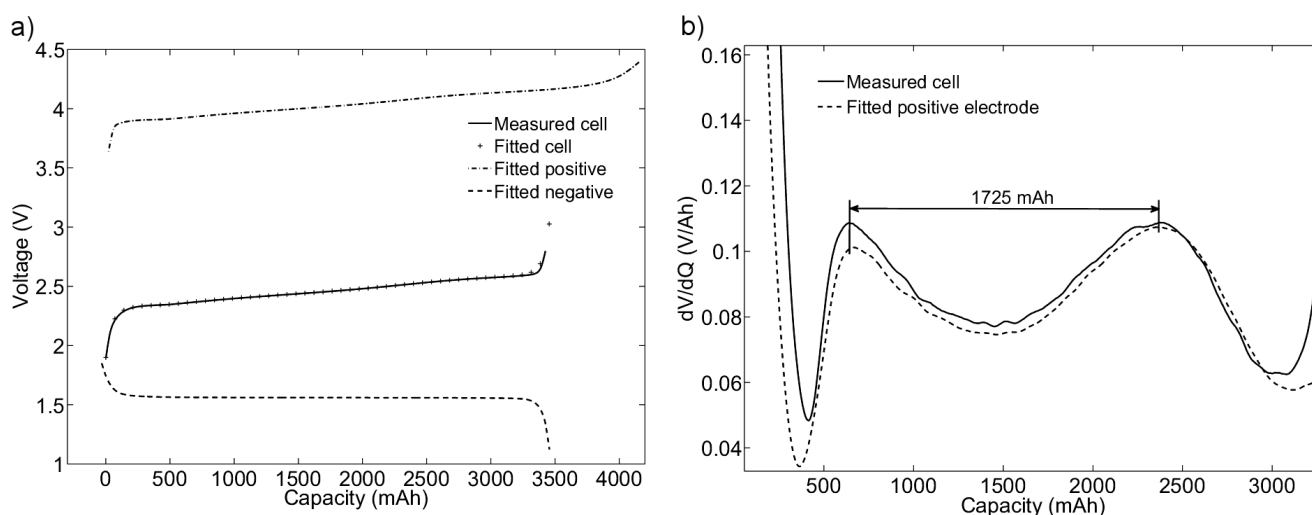 a)
4.5
4
3.5
3
2.5
2
1.5
1
Voltage (V)
Measured cell
Fitted cell
Fitted positive
Fitted negative
0 500 1000 1500 2000 2500 3000 3500 4000
Capacity (mAh)
b)
0.16
0.14
0.12
0.1
0.08
0.06
0.04
dV/dQ (V/Ah)
Measured cell
Fitted positive electrode
1725 mAh
500 1000 1500 2000 2500 3000
Capacity (mAh)